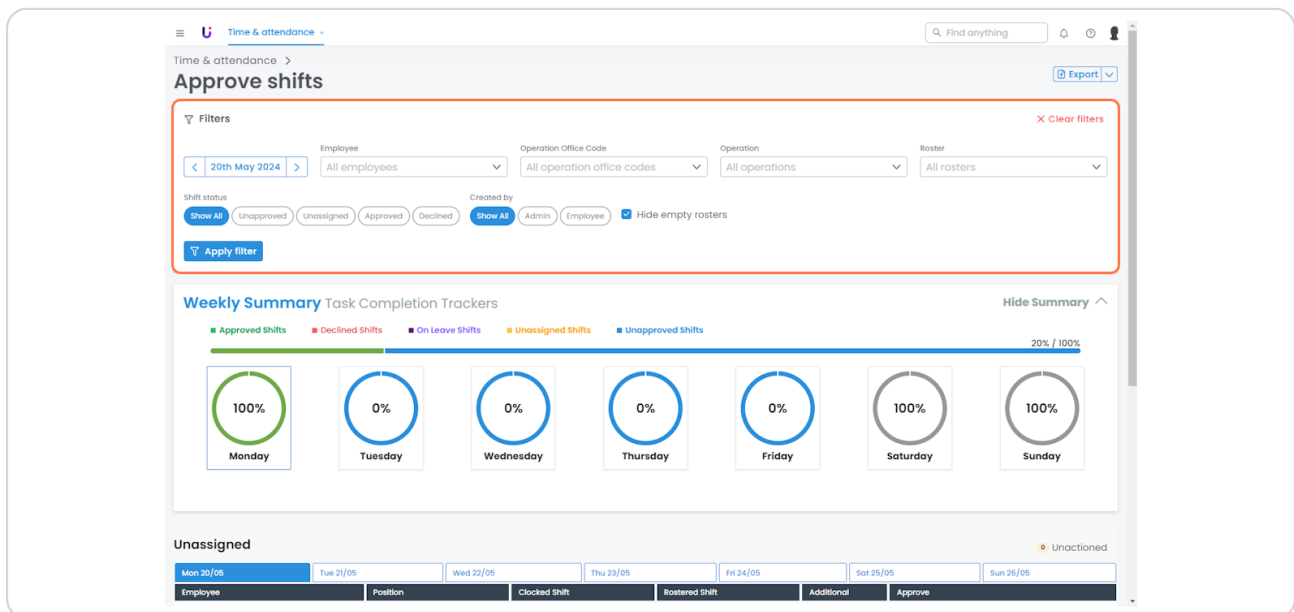 Time & attendance
Find anything
Time & attendance >
Approve shifts
Export
Filters
Clear filters
Employee
Operation Office Code
Operation
Roster
20th May 2024
All employees
All operation office codes
All operations
All rosters
Shift status
Created by
Show All Unapproved Unassigned Approved Declined
Show All Admin Employee
Hide empty rosters
Apply filter
Weekly Summary Task Completion Trackers
Hide Summary
Approved Shifts Declined Shifts On Leave Shifts Unassigned Shifts Unapproved Shifts
20% / 100%
100% 0% 0% 0% 0% 100% 100%
Monday Tuesday Wednesday Thursday Friday Saturday Sunday
Unassigned
0 Unactioned
Mon 20/05 Tue 21/05 Wed 22/05 Thu 23/05 Fri 24/05 Sat 25/05 Sun 26/05
Employee Position Clocked Shift Rostered Shift Additional Approve